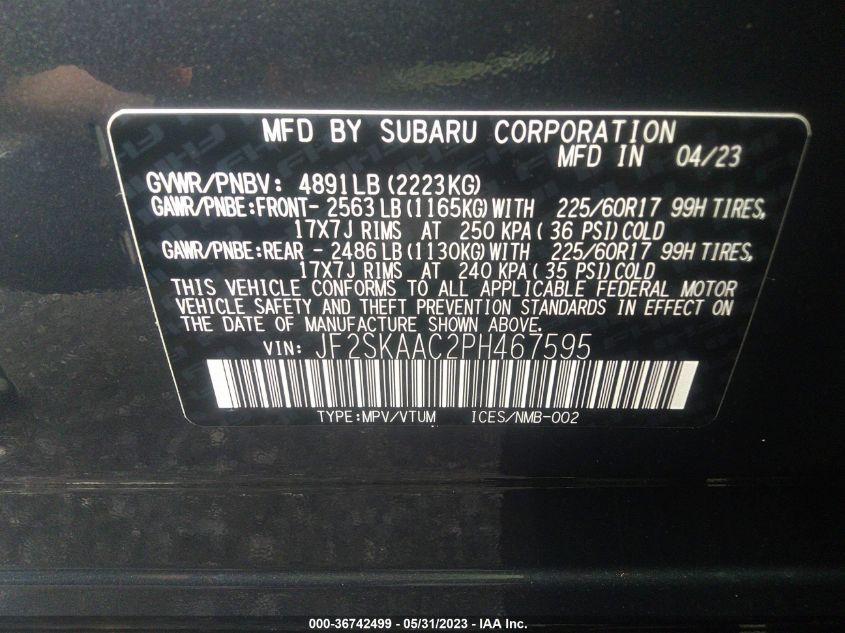 MFD BY SUBARU CORPORATION
MFD IN 04/23
GVWR/PNBV: 4891LB (2223KG)
GAWR/PNBE:FRONT- 2563 LB (1165KG) WITH 225/60R17 99H TIRES,
17X7J RIMS AT 250 KPA ( 36 PSI) COLD
GAWR/PNBE:REAR - 2486 LB (1130KG) WITH 225/60R17 99H TIRES,
17X7J RIMS AT 240 KPA ( 35 PSI) COLD
THIS VEHICLE CONFORMS TO ALL APPLICABLE FEDERAL MOTOR
VEHICLE SAFETY AND THEFT PREVENTION STANDARDS IN EFFECT ON
THE DATE OF MANUFACTURE SHOWN ABOVE.
VIN: JF2SKAAC2PH467595
TYPE:MPV/VTUM ICES/NMB-002
000-36742499 - 05/31/2023 - IAA Inc.